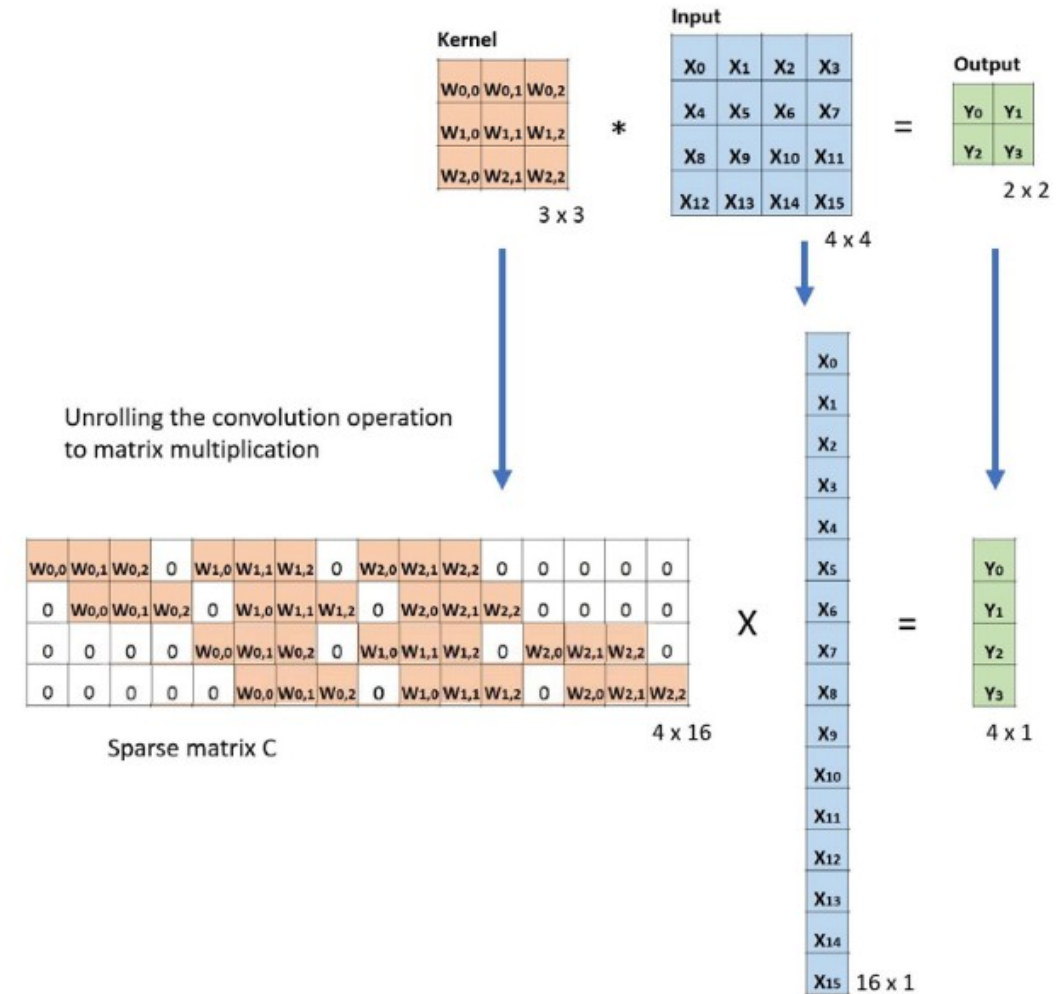 Input
Kernel
Output
W0,0 W0,1 W0,2
W1,0 W1,1 W1,2
W2,0 W2,1 W2,2
3 x 3
*
X0 X1 X2 X3
X4 X5 X6 X7
X8 X9 X10 X11
X12 X13 X14 X15
4 x 4
=
Y0 Y1
Y2 Y3
2 x 2
Unrolling the convolution operation
to matrix multiplication
W0,0 W0,1 W0,2 0 W1,0 W1,1 W1,2 0 W2,0 W2,1 W2,2 0 0 0 0 0
0 W0,0 W0,1 W0,2 0 W1,0 W1,1 W1,2 0 W2,0 W2,1 W2,2 0 0 0 0
0 0 0 0 W0,0 W0,1 W0,2 0 W1,0 W1,1 W1,2 0 W2,0 W2,1 W2,2 0
0 0 0 0 0 W0,0 W0,1 W0,2 0 W1,0 W1,1 W1,2 0 W2,0 W2,1 W2,2
4 x 16
Sparse matrix C
X
X0
X1
X2
X3
X4
X5
X6
X7
X8
X9
X10
X11
X12
X13
X14
X15
16 x 1
=
Y0
Y1
Y2
Y3
4 x 1